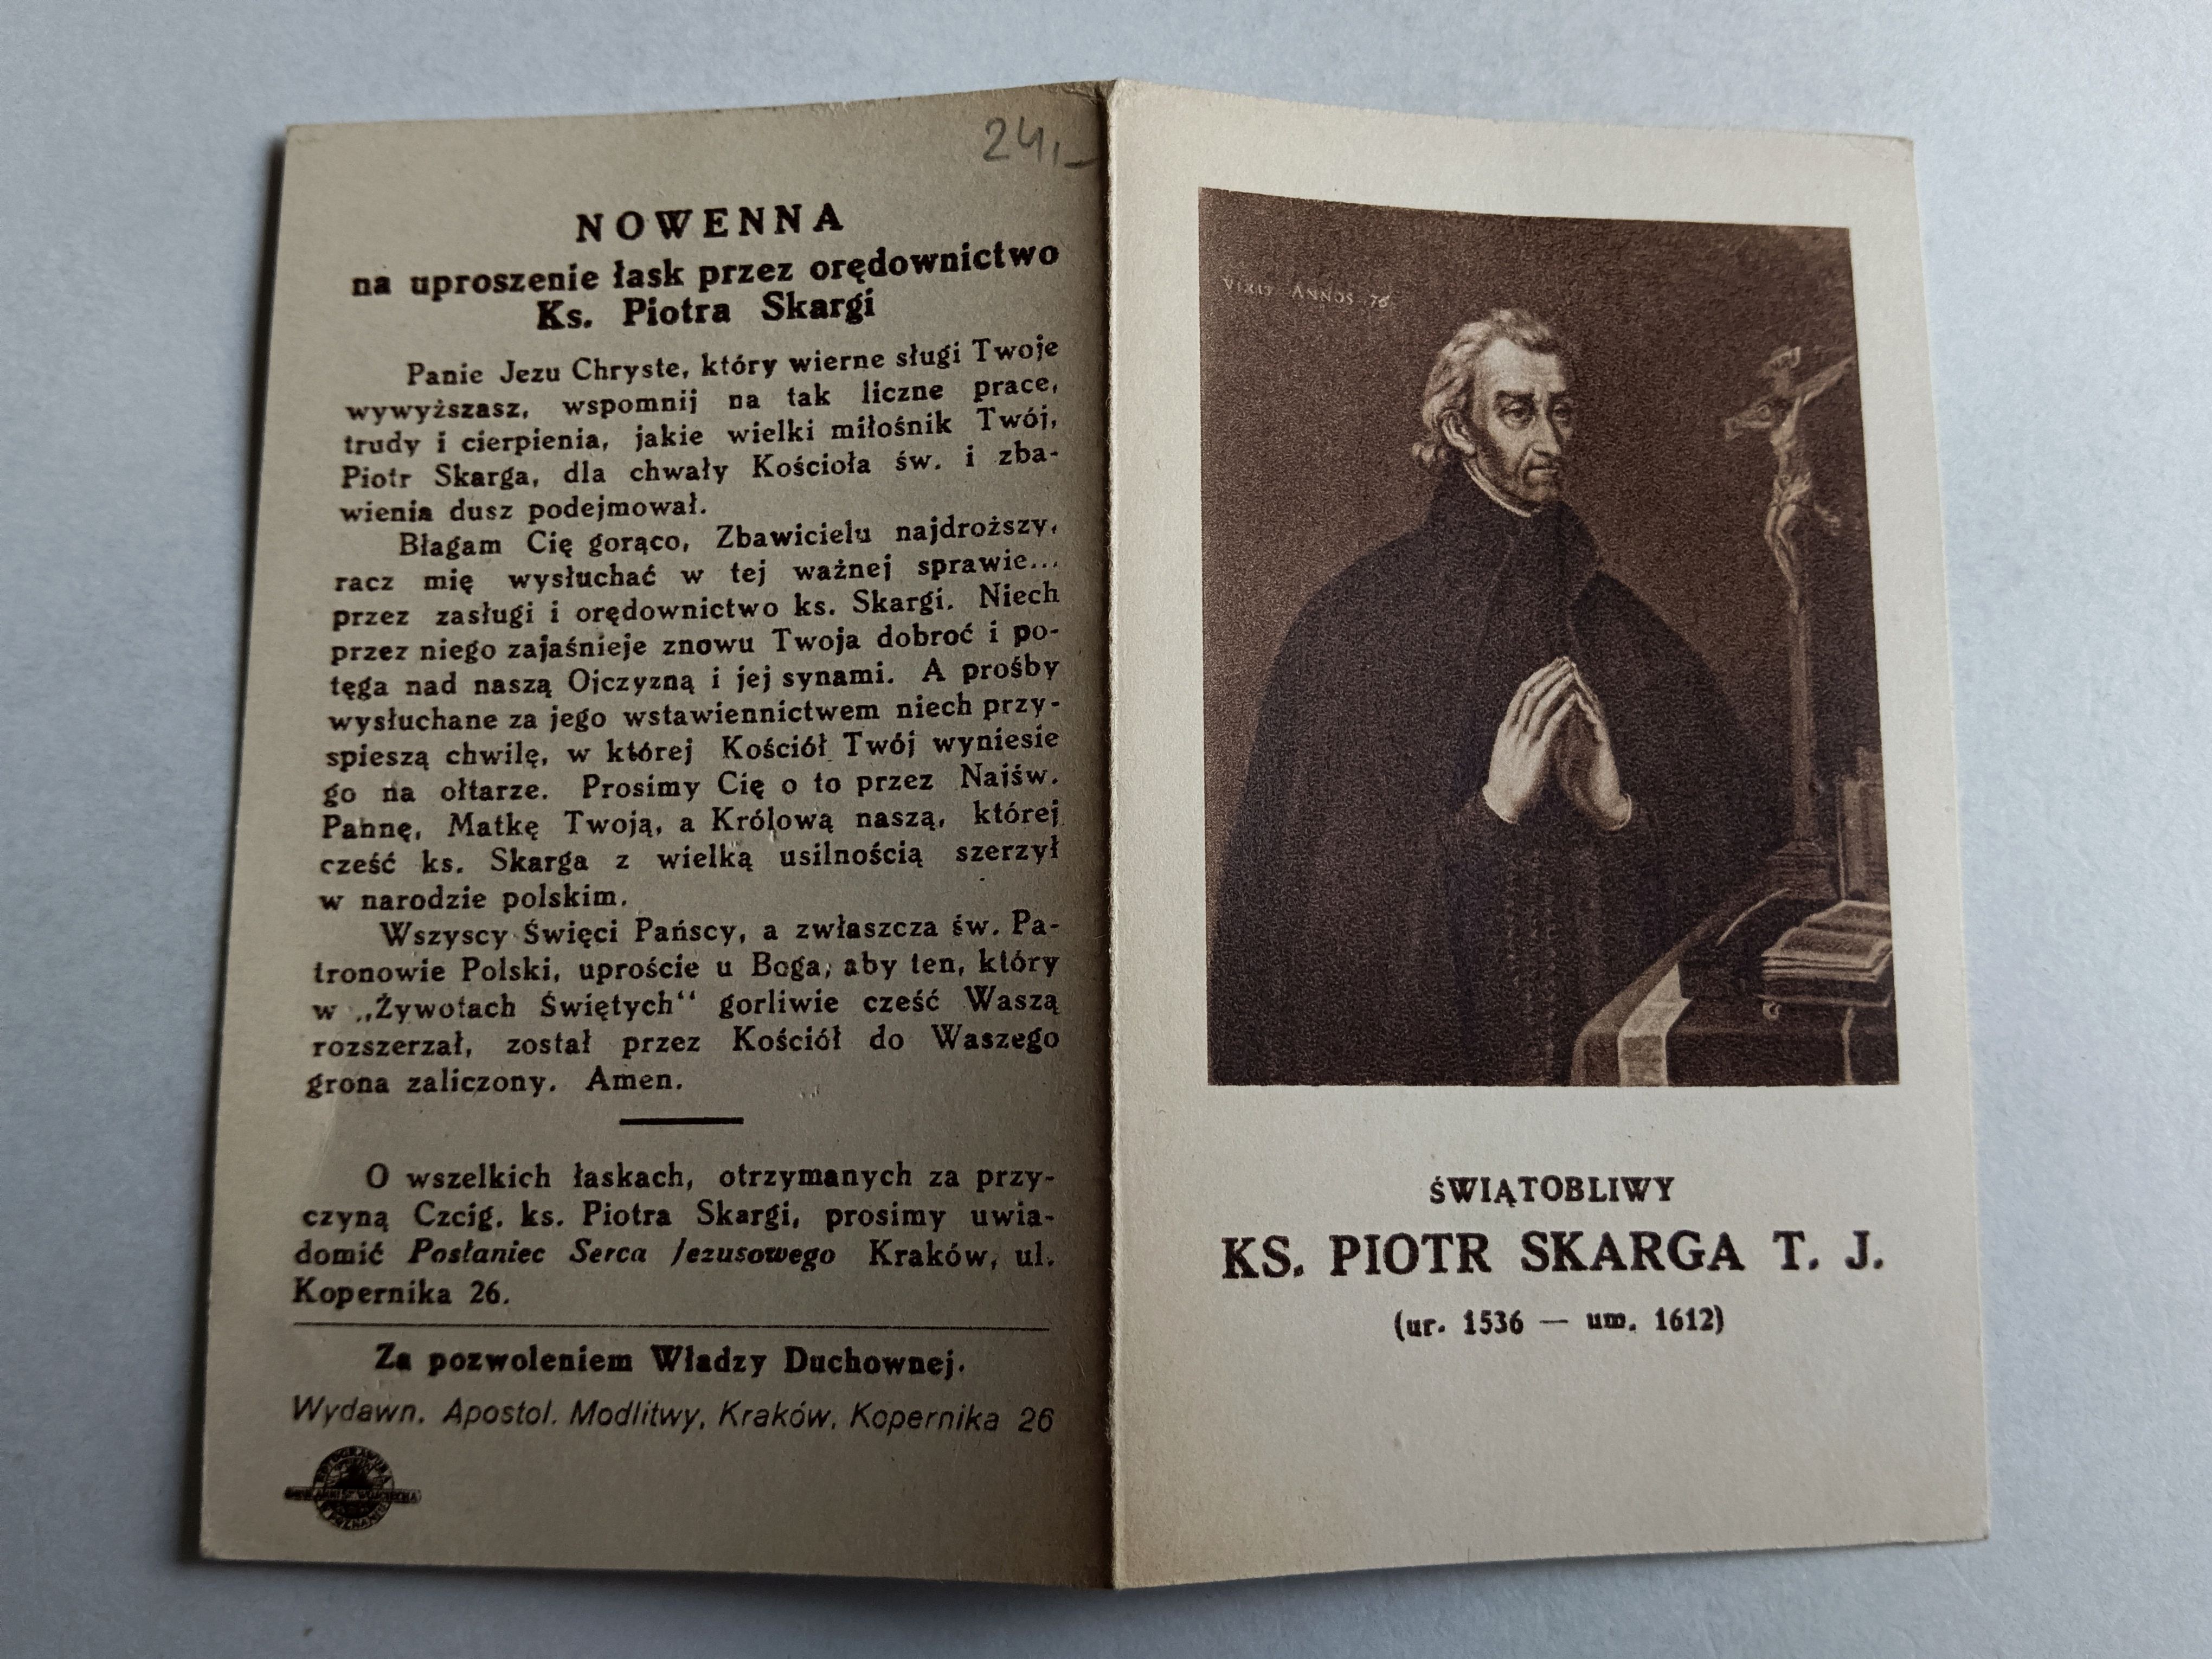 24,-
NOWENNA
na uproszenie łask przez orędownictwo
Ks. Piotra Skargi
Panie Jezu Chryste, który wierne sługi Twoje
wywyższasz, wspomnij na tak liczne prace,
trudy i cierpienia, jakie wielki miłośnik Twój,
Piotr Skarga, dla chwały Kościoła św. i zba-
wienia dusz podejmował.
Błagam Cię gorąco, Zbawicielu najdroższy,
racz mię wysłuchać w tej ważnej sprawie...
przez zasługi i orędownictwo ks. Skargi. Niech
przez niego zajaśnieje znowu Twoja dobroć i po-
tęga nad naszą Ojczyzną i jej synami. A prośby
wysłuchane za jego wstawiennictwem niech przy-
spieszą chwilę, w której Kościół Twój wyniesie
go na ołtarze. Prosimy Cię o to przez Najśw.
Pannę, Matkę Twoją, a Królową naszą, której
cześć ks. Skarga z wielką usilnością szerzył
w narodzie polskim.
Wszyscy Święci Pańscy, a zwłaszcza św. Pa-
tronowie Polski, uproście u Boga, aby ten, który
w „Żywotach Świętych“ gorliwie cześć Waszą
rozszerzał, został przez Kościół do Waszego
grona zaliczony. Amen.
O wszelkich łaskach, otrzymanych za przy-
czyną Czcig. ks. Piotra Skargi, prosimy uwia-
domić Posłaniec Serca Jezusowego Kraków, ul.
Kopernika 26.
Za pozwoleniem Władzy Duchownej.
Wydawn. Apostol. Modlitwy, Kraków, Kopernika 26
VIXIT ANNOS 76
ŚWIĄTOBLIWY
KS. PIOTR SKARGA T. J.
(ur. 1536 — um. 1612)